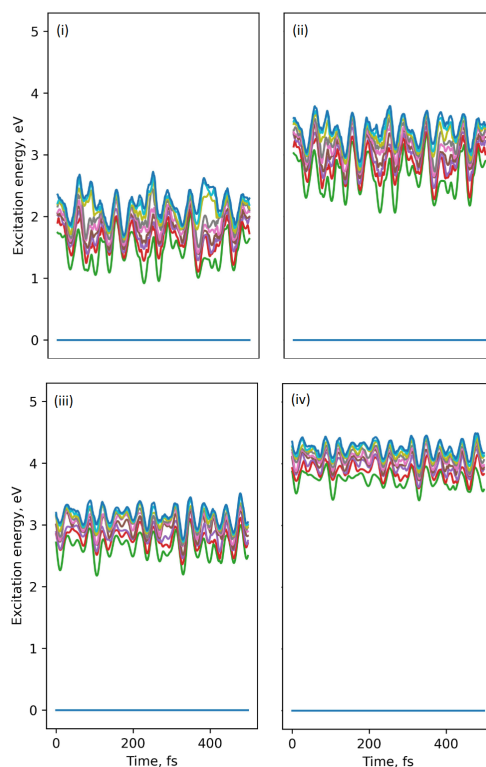 (i)
(ii)
5
4
3
2
1
0
Excitation energy, eV
(iii)
(iv)
5
4
3
2
1
0
Excitation energy, eV
0
200
400
0
200
400
Time, fs
Time, fs